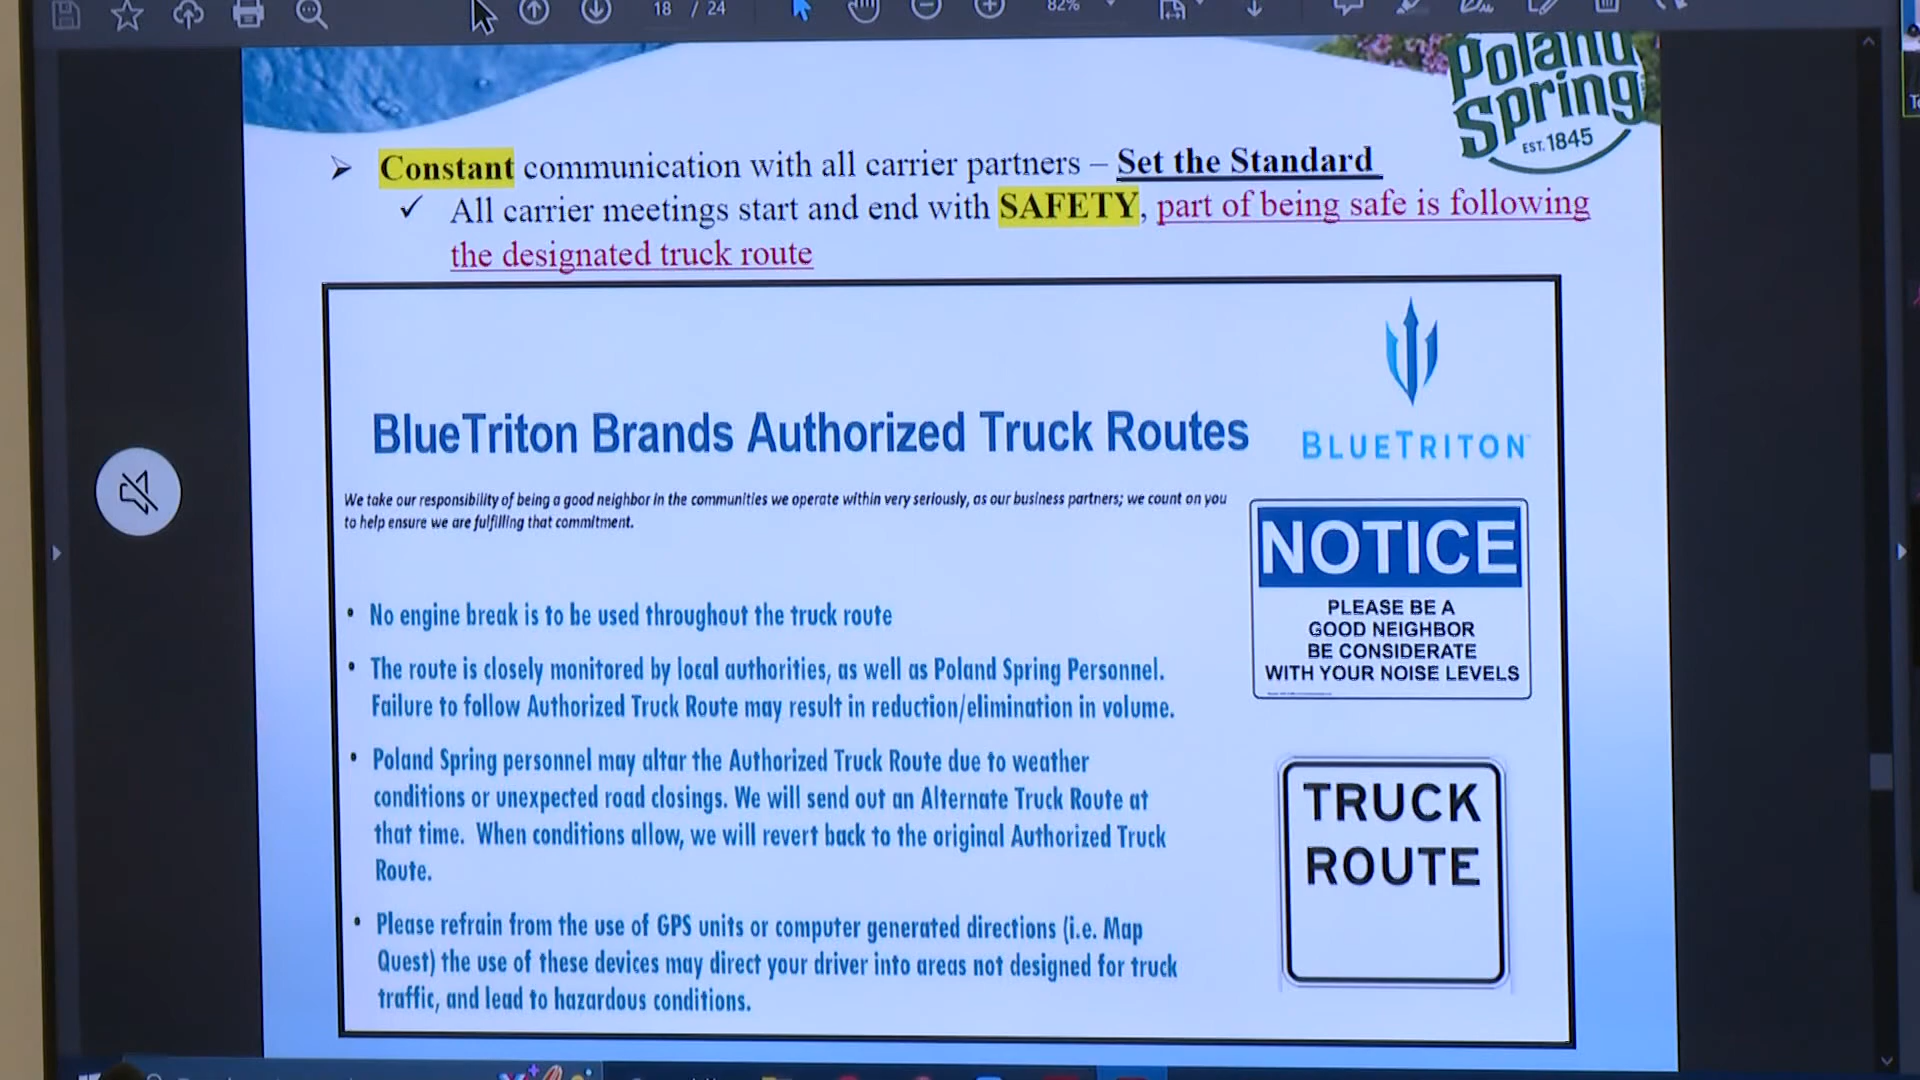 18 / 24
82%
Poland
Spring
EST. 1845
➢ Constant communication with all carrier partners – Set the Standard
✓ All carrier meetings start and end with SAFETY, part of being safe is following
the designated truck route
BlueTriton Brands Authorized Truck Routes
BLUETRITON
We take our responsibility of being a good neighbor in the communities we operate within very seriously, as our business partners; we count on you
to help ensure we are fulfilling that commitment.
NOTICE
PLEASE BE A
GOOD NEIGHBOR
BE CONSIDERATE
WITH YOUR NOISE LEVELS
• No engine break is to be used throughout the truck route
• The route is closely monitored by local authorities, as well as Poland Spring Personnel.
Failure to follow Authorized Truck Route may result in reduction/elimination in volume.
• Poland Spring personnel may altar the Authorized Truck Route due to weather
conditions or unexpected road closings. We will send out an Alternate Truck Route at
that time. When conditions allow, we will revert back to the original Authorized Truck
Route.
• Please refrain from the use of GPS units or computer generated directions (i.e. Map
Quest) the use of these devices may direct your driver into areas not designed for truck
traffic, and lead to hazardous conditions.
TRUCK
ROUTE